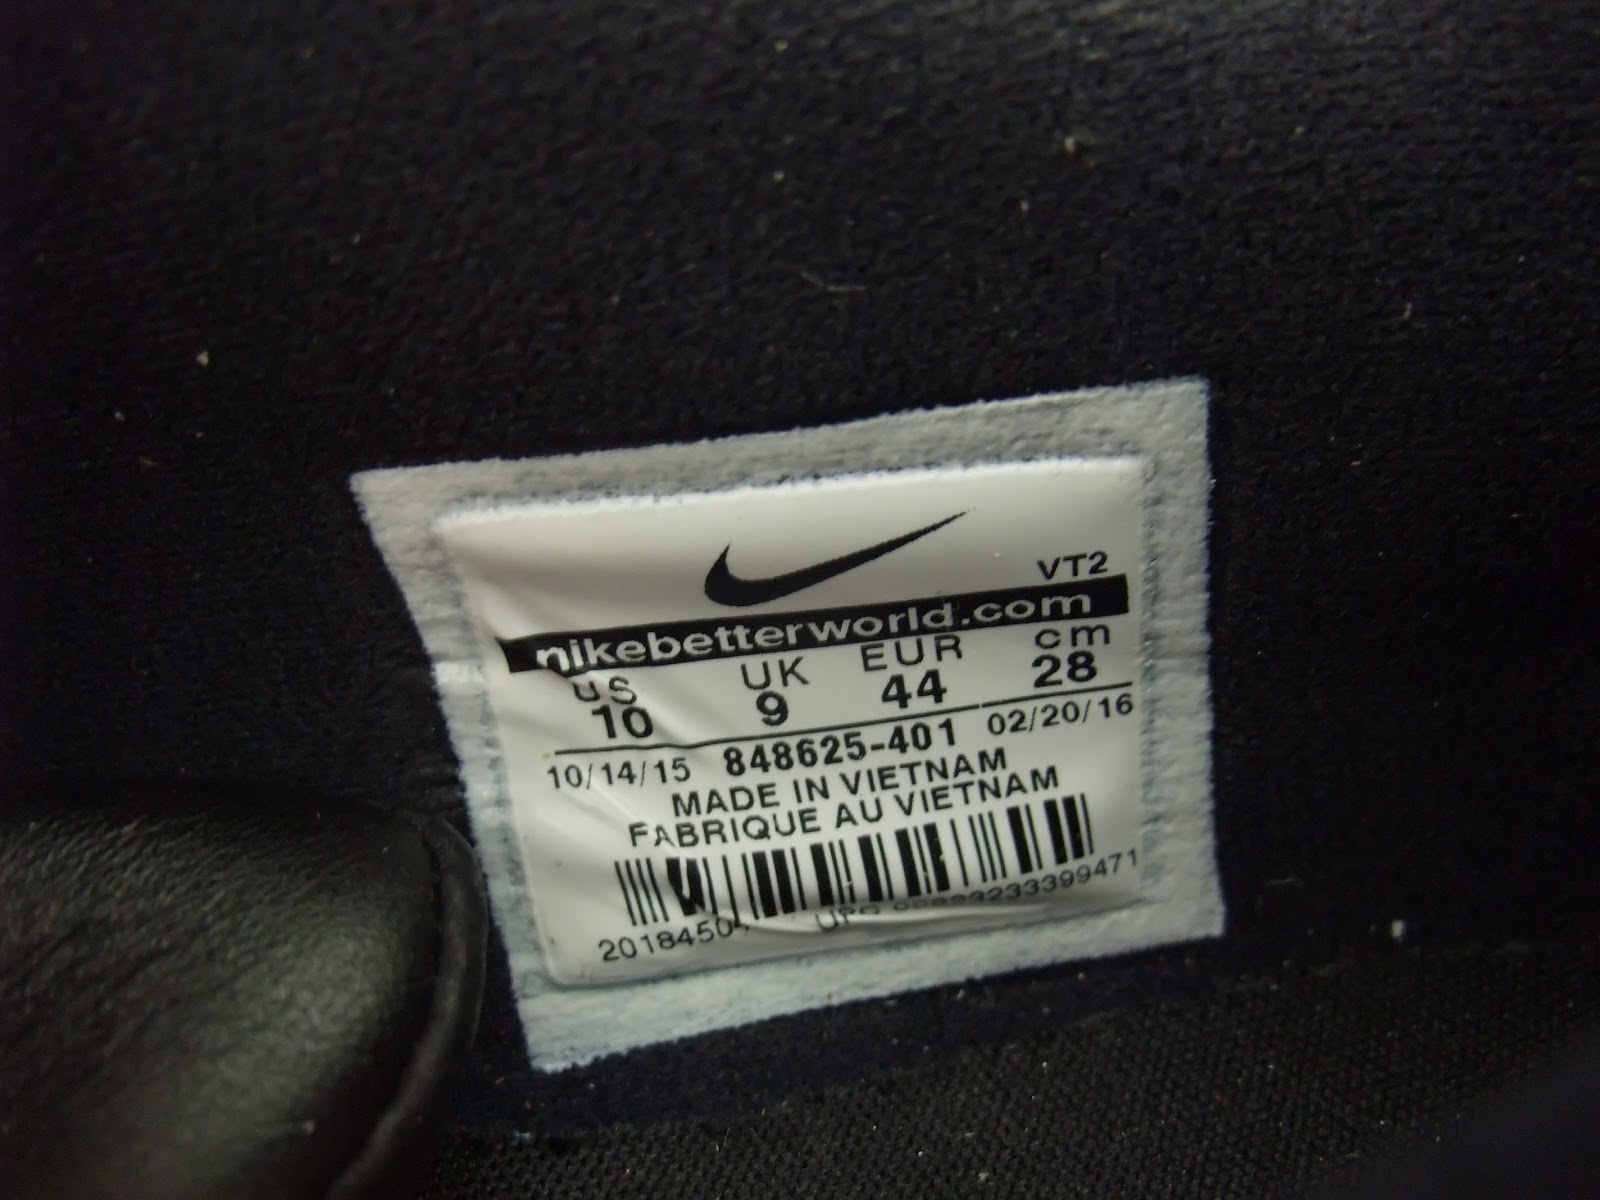 VT2
nikebetterworld.com
US UK EUR cm
10 9 44 28
10/14/15 848625-401 02/20/16
MADE IN VIETNAM
FABRIQUE AU VIETNAM
UPC